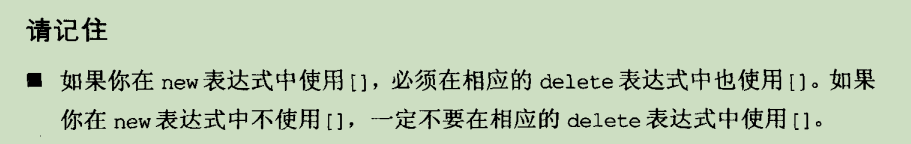 请记住
■ 如果你在 new 表达式中使用[]，必须在相应的 delete 表达式中也使用[]。如果
你在 new 表达式中不使用[]，一定不要在相应的 delete 表达式中使用[]。